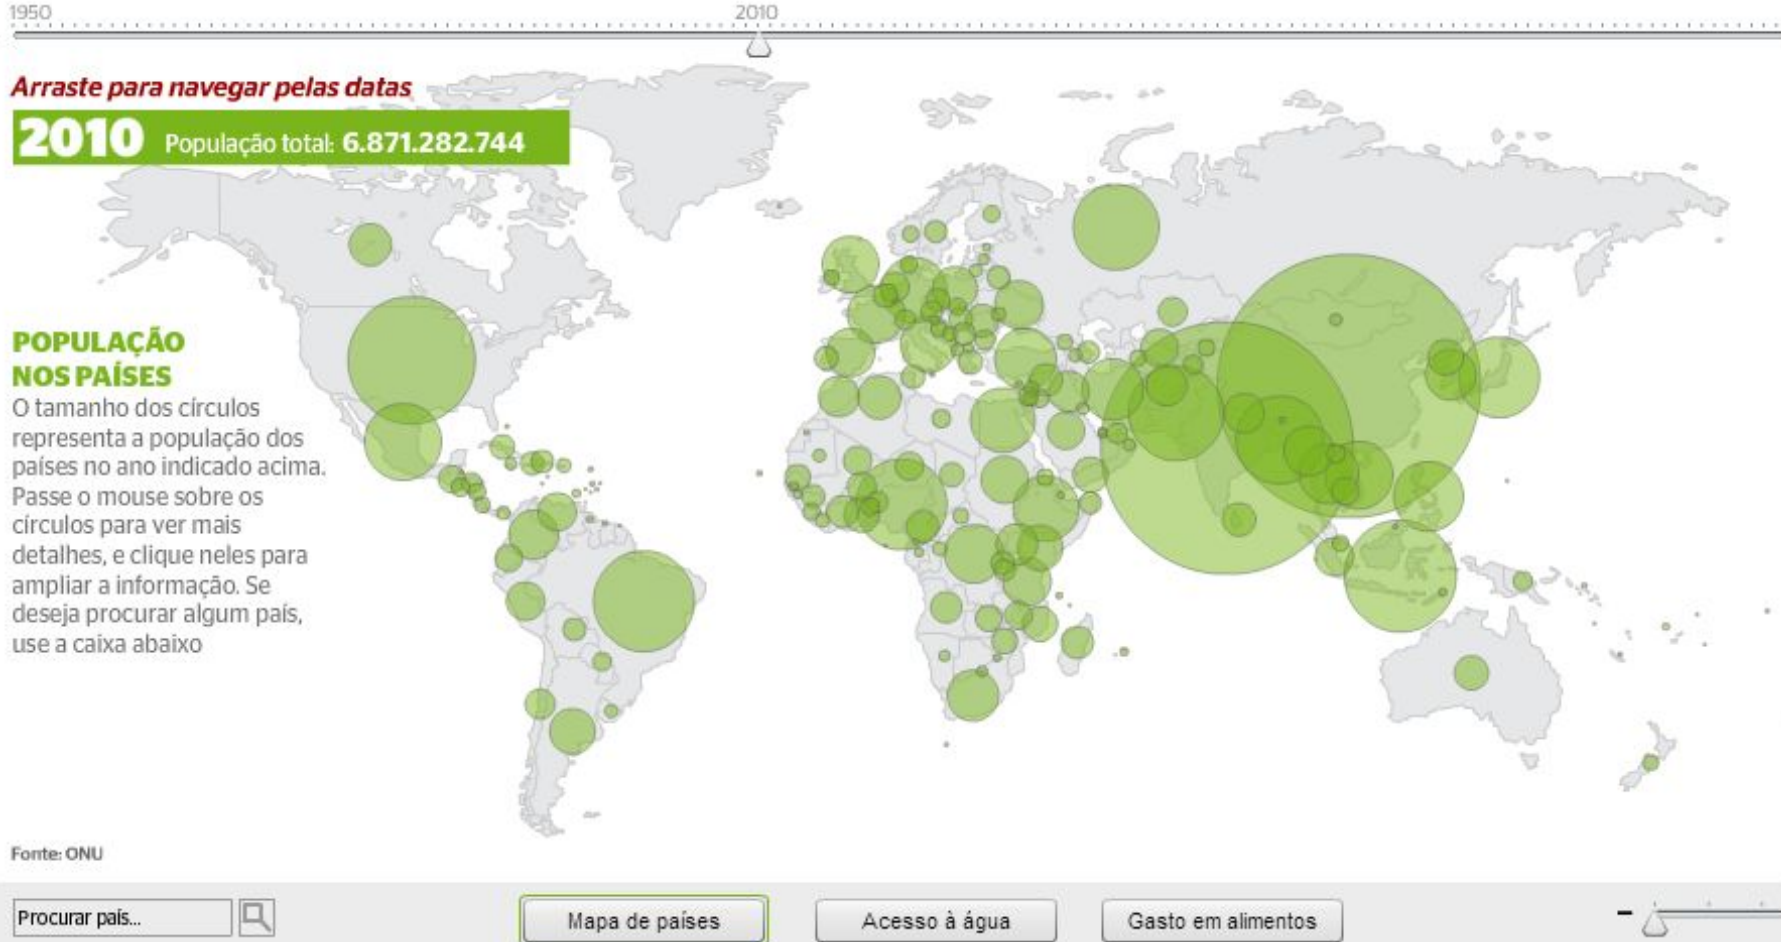 1950
2010
Arraste para navegar pelas datas
2010 População total: 6.871.282.744
POPULAÇÃO
NOS PAÍSES
O tamanho dos círculos
representa a população dos
países no ano indicado acima.
Passe o mouse sobre os
círculos para ver mais
detalhes, e clique neles para
ampliar a informação. Se
deseja procurar algum país,
use a caixa abaixo
Fonte: ONU
Procurar país...
Mapa de países
Acesso à água
Gasto em alimentos